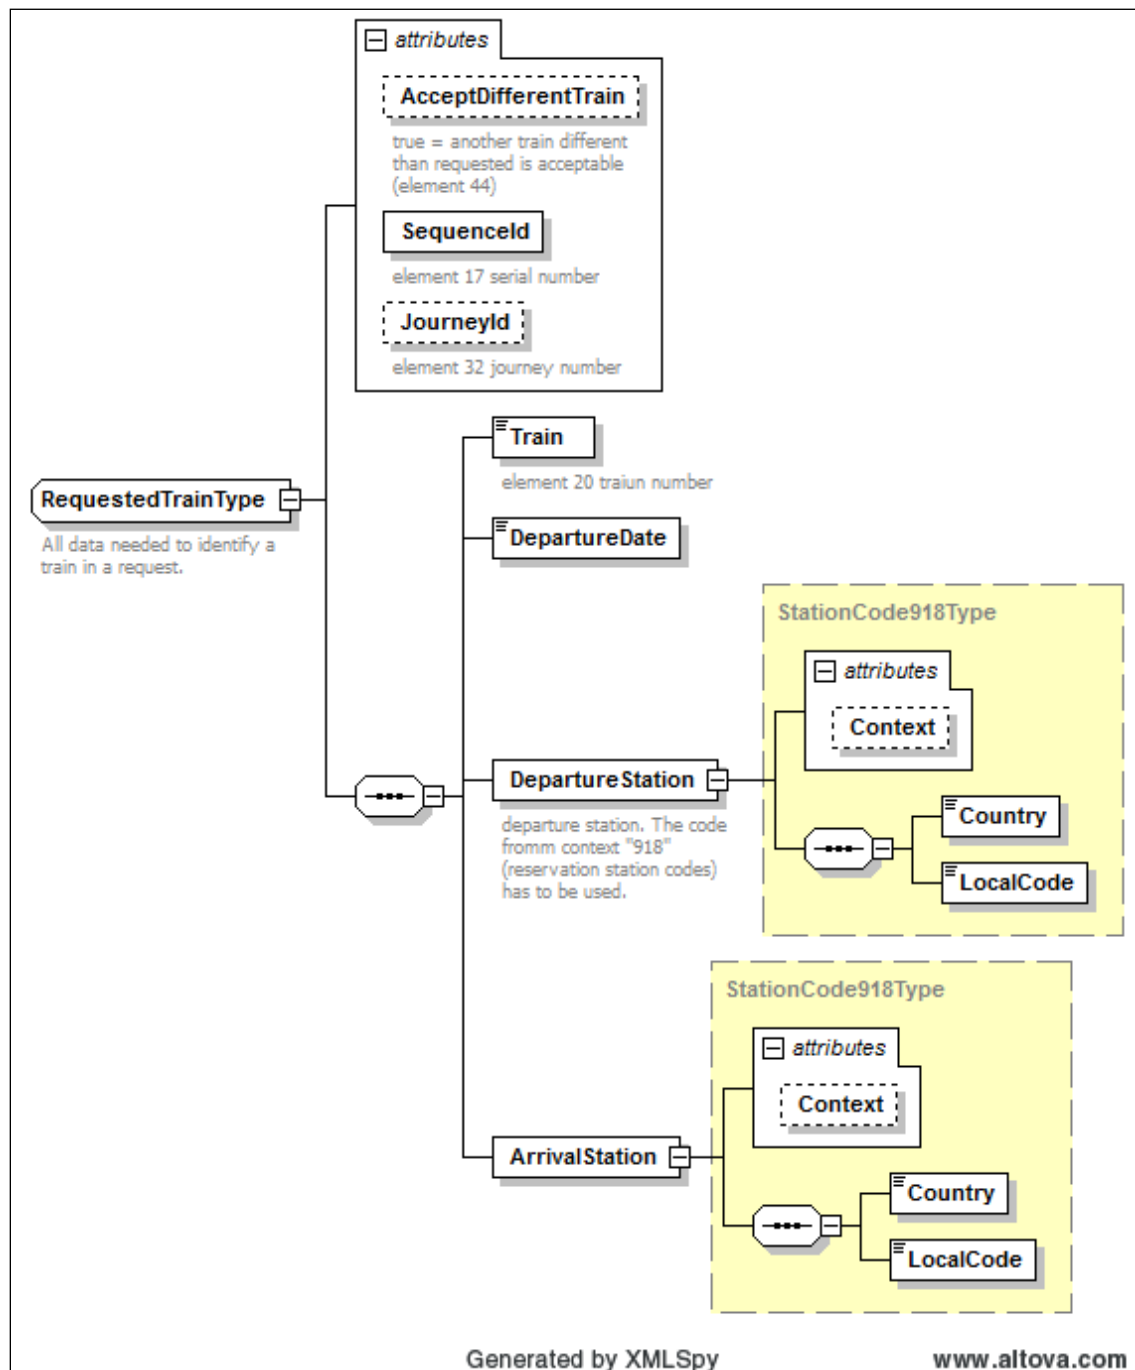 attributes
AcceptDifferentTrain
true = another train different
than requested is acceptable
(element 44)
SequenceId
element 17 serial number
JourneyId
element 32 journey number
RequestedTrainType
All data needed to identify a
train in a request.
Train
element 20 traiun number
DepartureDate
StationCode918Type
attributes
Context
DepartureStation
departure station. The code
fromm context "918"
(reservation station codes)
has to be used.
Country
LocalCode
StationCode918Type
attributes
Context
ArrivalStation
Country
LocalCode
Generated by XMLSpy
www.altova.com